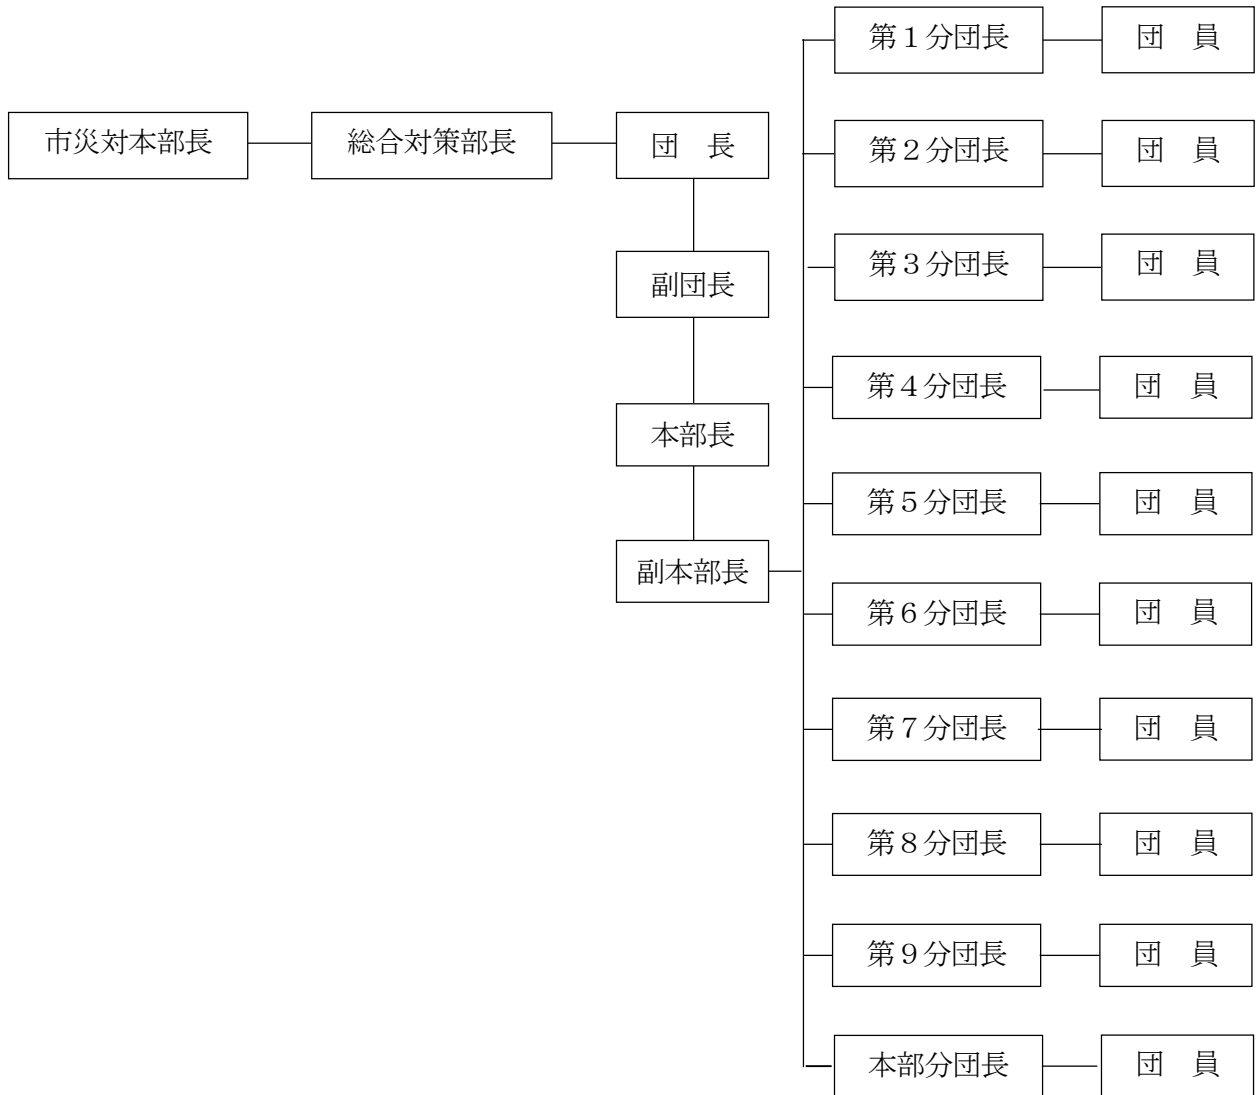 市災対本部長
総合対策部長
団　長
副団長
本部長
副本部長
第１分団長　団　員
第２分団長　団　員
第３分団長　団　員
第４分団長　団　員
第５分団長　団　員
第６分団長　団　員
第７分団長　団　員
第８分団長　団　員
第９分団長　団　員
本部分団長　団　員